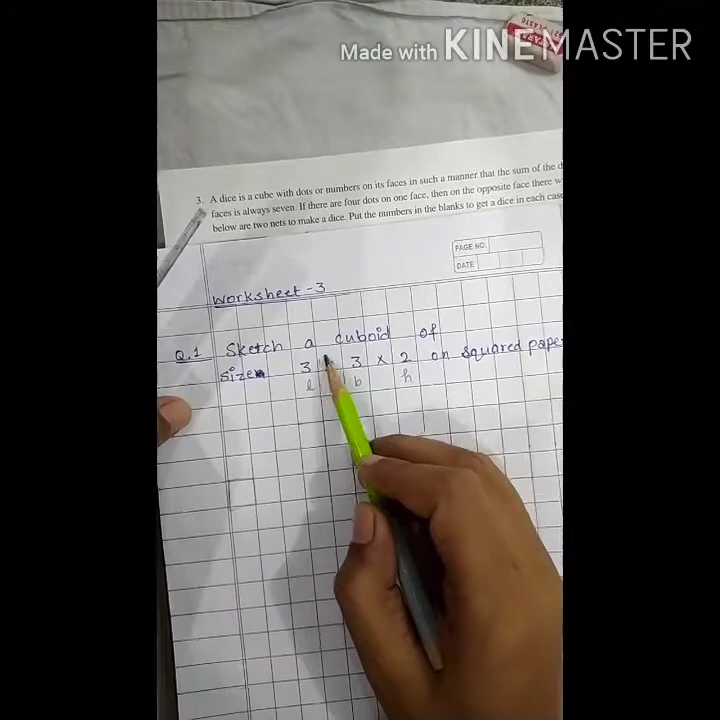 Made with KINEMASTER
3. A dice is a cube with dots or numbers on its faces in such a manner that the sum of the d
faces is always seven. If there are four dots on one face, then on the opposite face there w
below are two nets to make a dice. Put the numbers in the blanks to get a dice in each case
PAGE NO.
DATE
Worksheet-3
Q.1 Sketch a cuboid of
size 3 3 × 2 on squared paper
l b h